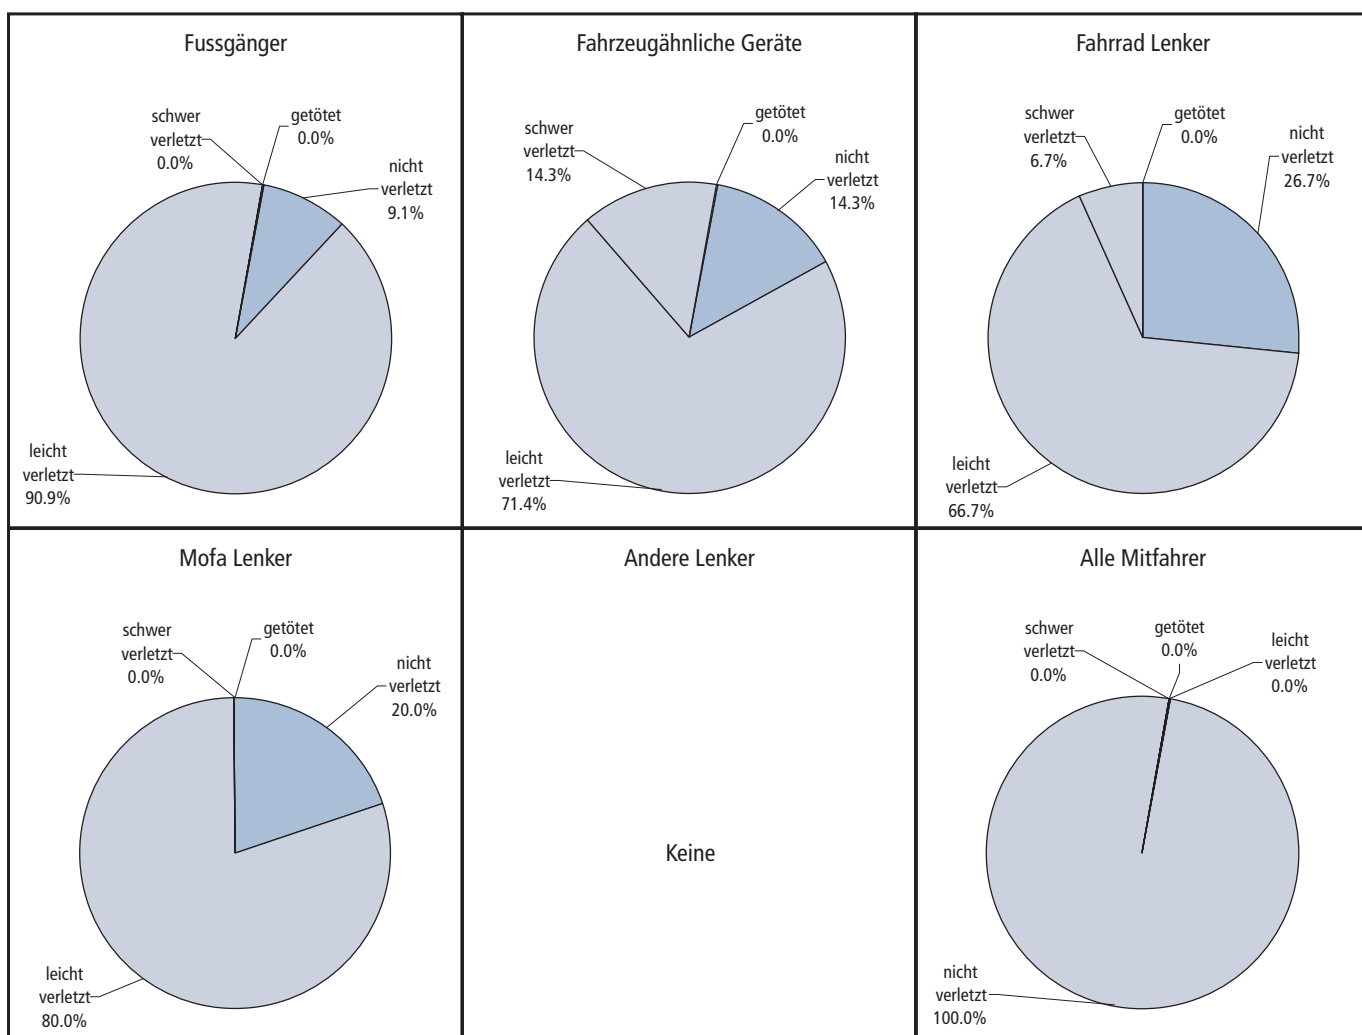 Fussgänger
schwer
verletzt
0.0%
getötet
0.0%
nicht
verletzt
9.1%
leicht
verletzt
90.9%
Fahrzeugähnliche Geräte
schwer
verletzt
14.3%
getötet
0.0%
nicht
verletzt
14.3%
leicht
verletzt
71.4%
Fahrrad Lenker
schwer
verletzt
6.7%
getötet
0.0%
nicht
verletzt
26.7%
leicht
verletzt
66.7%
Mofa Lenker
schwer
verletzt
0.0%
getötet
0.0%
nicht
verletzt
20.0%
leicht
verletzt
80.0%
Andere Lenker
Keine
Alle Mitfahrer
schwer
verletzt
0.0%
getötet
0.0%
leicht
verletzt
0.0%
nicht
verletzt
100.0%